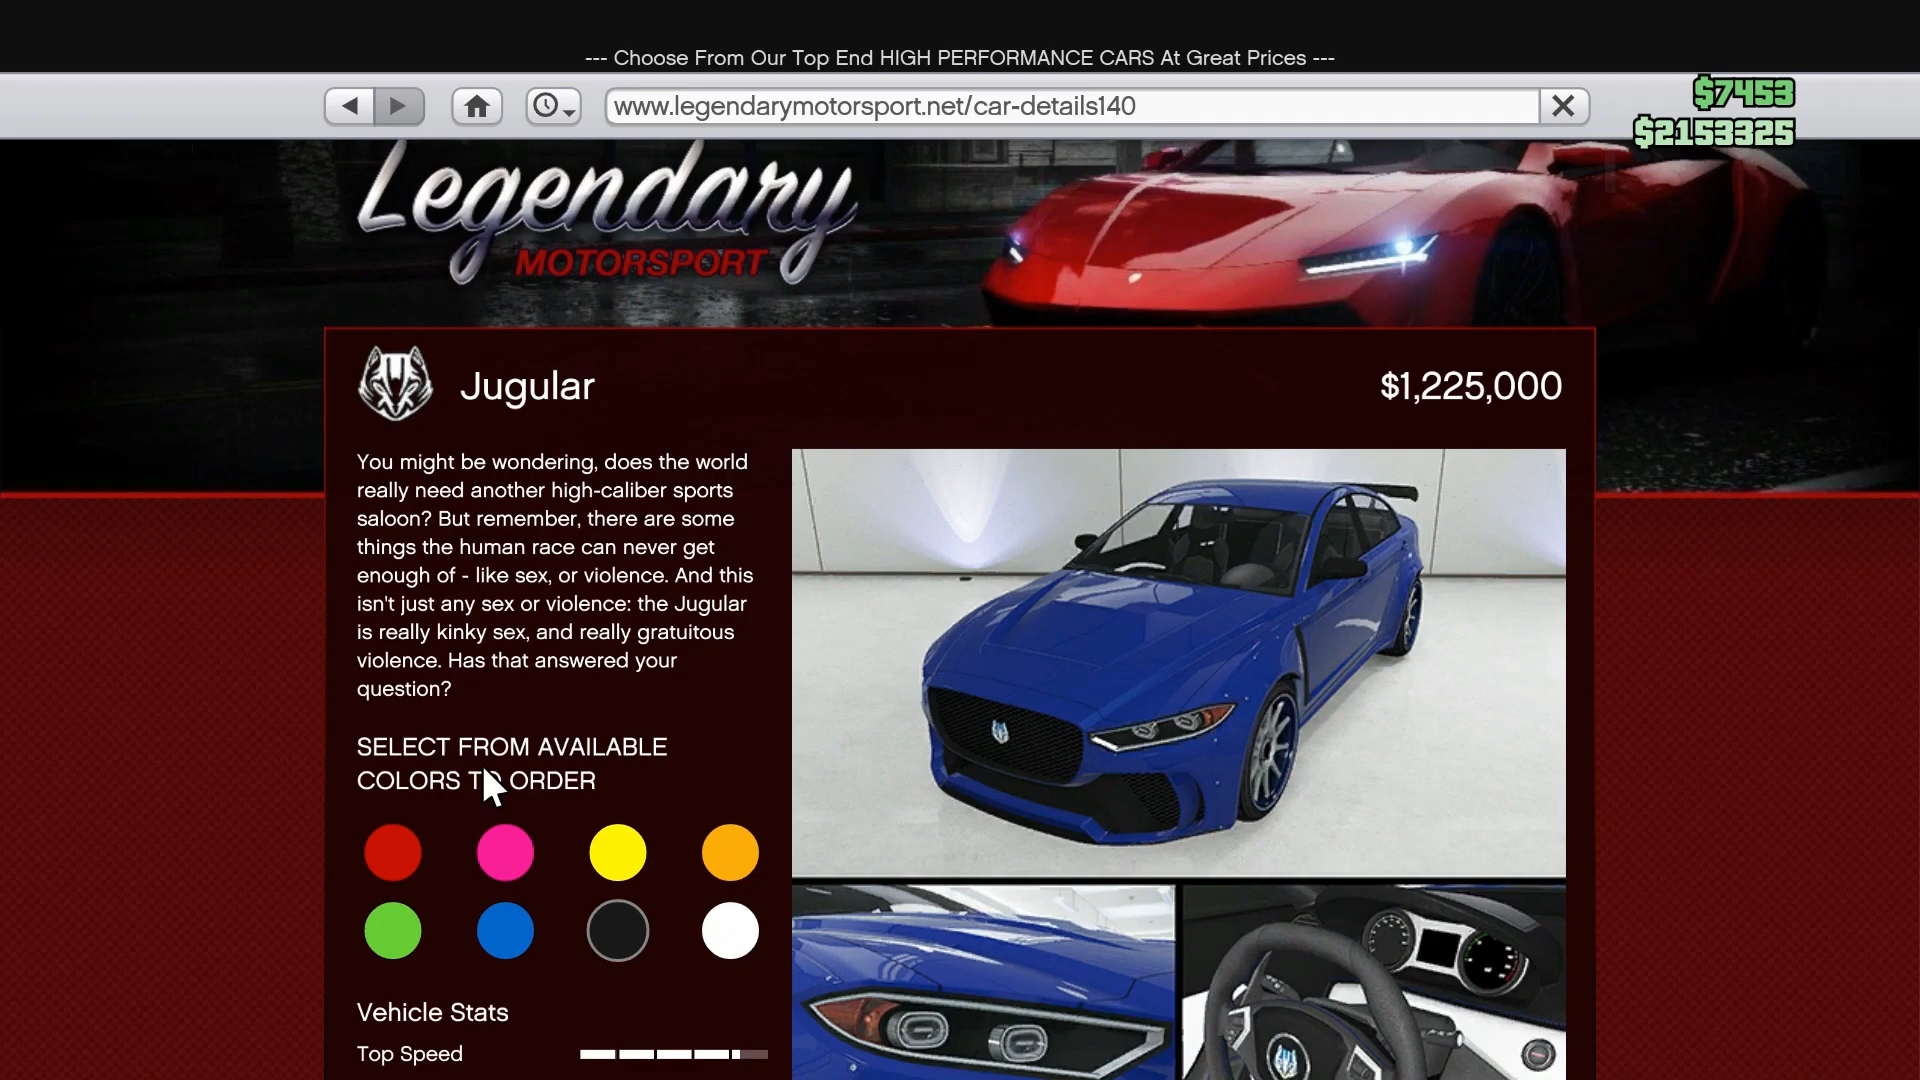 --- Choose From Our Top End HIGH PERFORMANCE CARS At Great Prices ---
www.legendarymotorsport.net/car-details140
$7453
$2153325
Legendary
MOTORSPORT
Jugular
$1,225,000
You might be wondering, does the world
really need another high-caliber sports
saloon? But remember, there are some
things the human race can never get
enough of - like sex, or violence. And this
isn't just any sex or violence: the Jugular
is really kinky sex, and really gratuitous
violence. Has that answered your
question?
SELECT FROM AVAILABLE
COLORS TO ORDER
Vehicle Stats
Top Speed